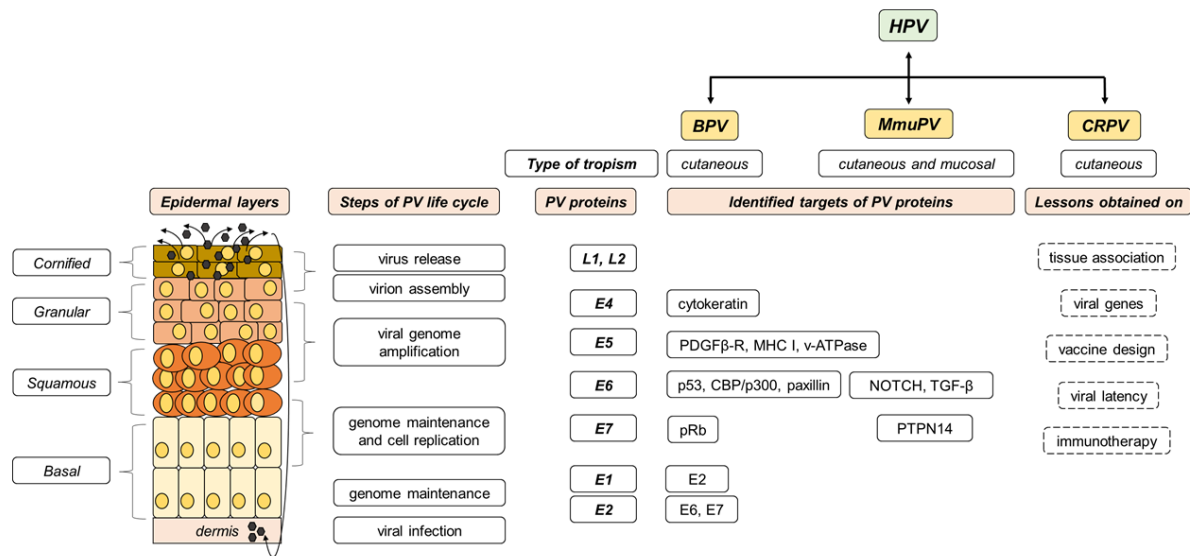 HPV
BPV
MmuPV
CRPV
Type of tropism
cutaneous
cutaneous and mucosal
cutaneous
Epidermal layers
Steps of PV life cycle
PV proteins
Identified targets of PV proteins
Lessons obtained on
Cornified
virus release
L1, L2
tissue association
Granular
virion assembly
E4
cytokeratin
viral genes
viral genome
amplification
E5
PDGFβ-R, MHC I, v-ATPase
vaccine design
Squamous
E6
p53, CBP/p300, paxillin
NOTCH, TGF-β
viral latency
genome maintenance
and cell replication
E7
pRb
PTPN14
immunotherapy
Basal
genome maintenance
E1
E2
E2
E6, E7
dermis
viral infection